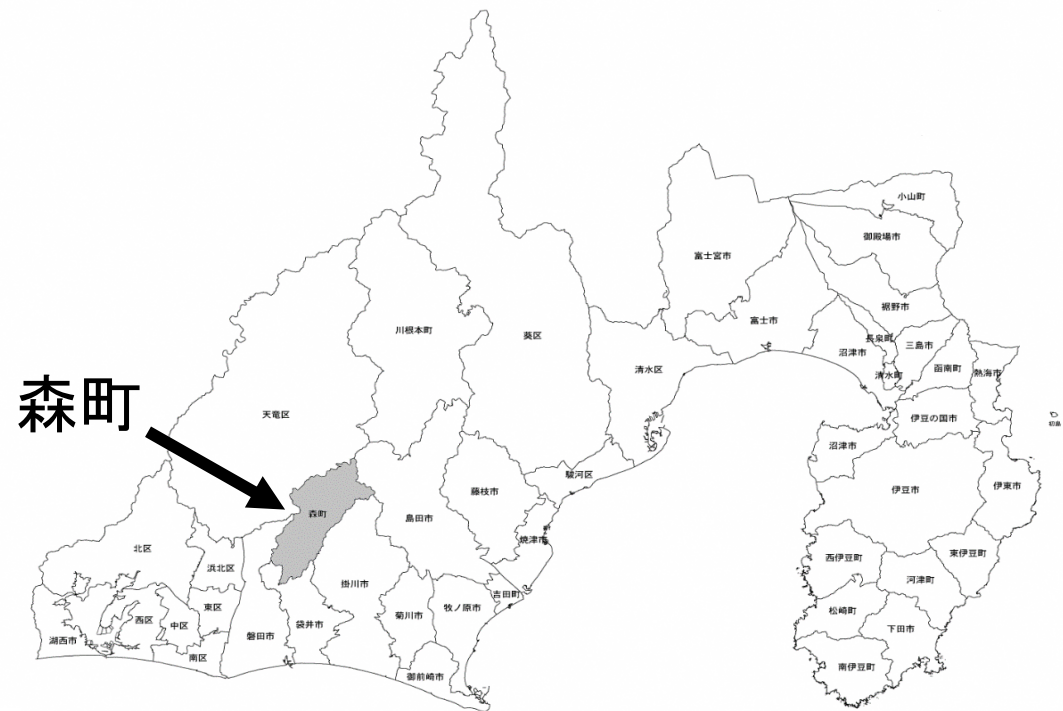 小山町
御殿場市
富士宮市
裾野市
富士市
川根本町
葵区
長泉町
三島市
沼津市
函南町
清水区
清水町
熱海市
森町
天竜区
伊豆の国市
初島
沼津市
駿河区
藤枝市
伊豆市
伊東市
森町
島田市
焼津市
北区
西伊豆町
東伊豆町
浜北区
河津町
掛川市
吉田町
東区
牧ノ原市
松崎町
菊川市
西区
中区
袋井市
下田市
磐田市
湖西市
南区
南伊豆町
御前崎市